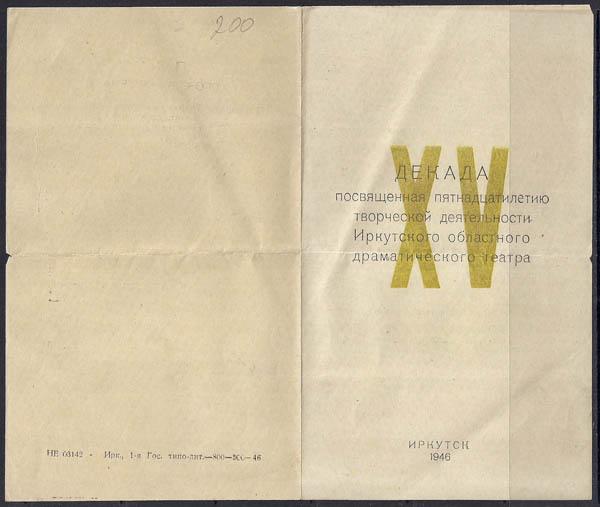 200
XV
ДЕКАДА
посвященная пятнадцатилетию
творческой деятельности
Иркутского областного
драматического театра
ИРКУТСК
1946
НЕ 03142 - Ирк., 1-я Гос. типо-лит.—800—500—46